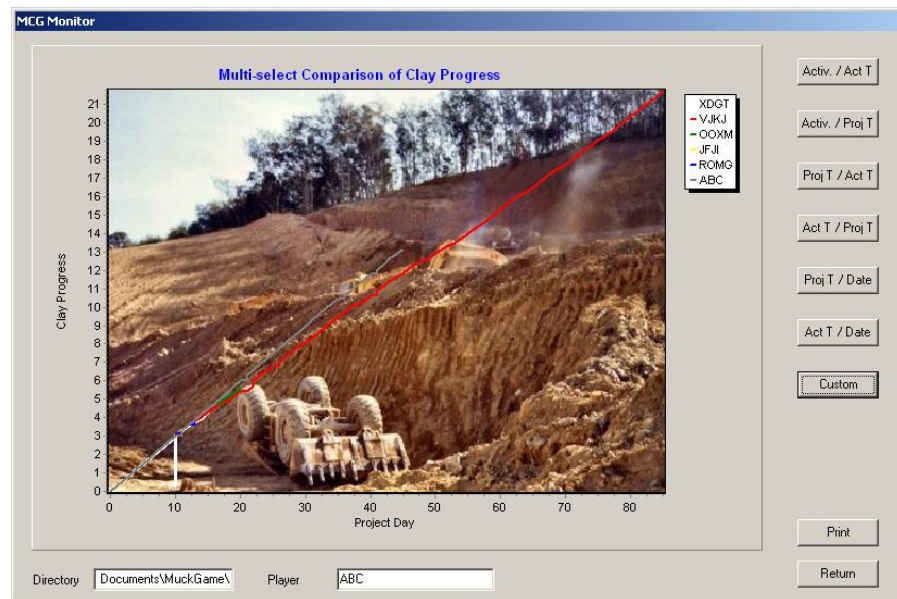 MCG Monitor
Multi-select Comparison of Clay Progress
Clay Progress
21
20
19
18
17
16
15
14
13
12
11
10
9
8
7
6
5
4
3
2
1
0
0 10 20 30 40 50 60 70 80
Project Day
XDGT
VJKJ
OOXM
JFJI
ROMG
ABC
Activ. / Act T
Activ. / Proj T
Proj T / Act T
Act T / Proj T
Proj T / Date
Act T / Date
Custom
Print
Return
Directory Documents\MuckGame\ Player ABC